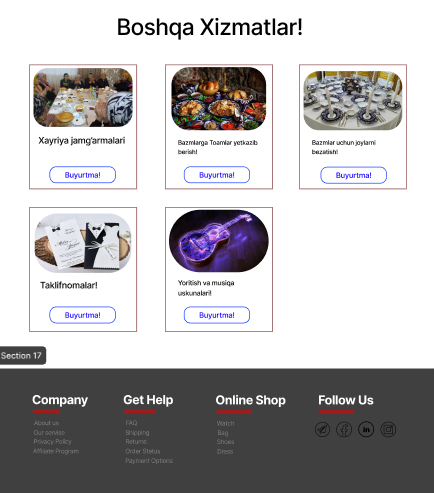 Boshqa Xizmatlar!
Xayriya jamg'armalari
Buyurtma!
Bazmlarga Toamlar yetkazib
berish!
Buyurtma!
Bazmlar uchun joylarni
bezatish!
Buyurtma!
Taklifnomalar!
Buyurtma!
Yoritish va musiqa
uskunalari!
Buyurtma!
Section 17
Company
About us
Our servise
Privacy Policy
Affiliate Program
Get Help
FAQ
Shipping
Returns
Order Status
Payment Options
Online Shop
Watch
Bag
Shoes
Dress
Follow Us